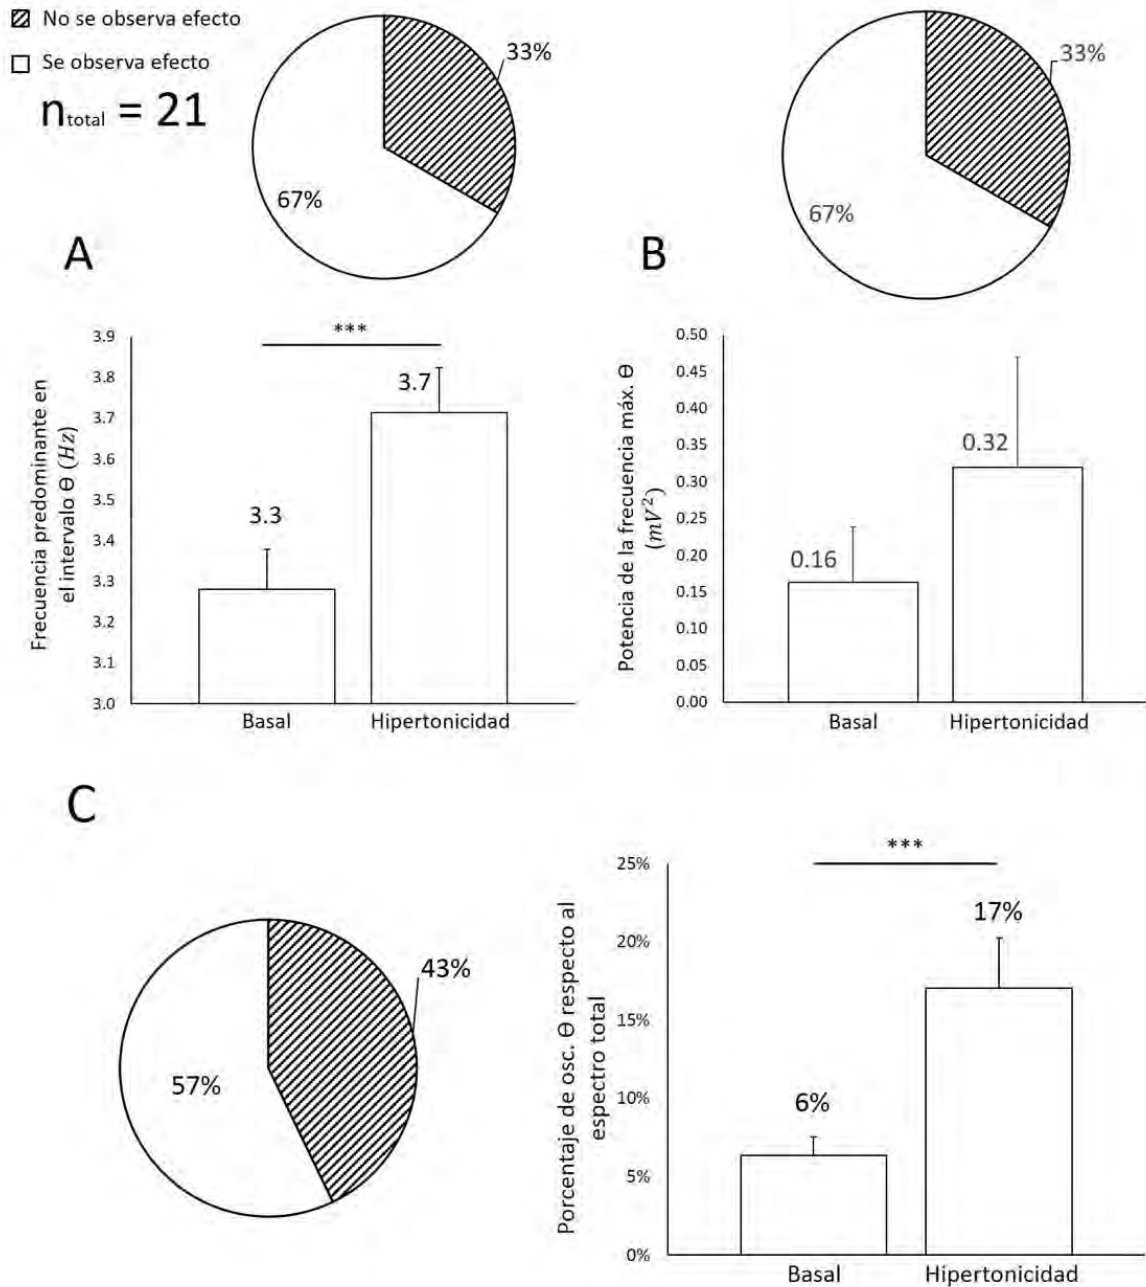 No se observa efecto
Se observa efecto
n total = 21
33%
67%
33%
67%
A
B
Frecuencia predominante en
el intervalo Θ (Hz)
3.9
3.8
3.7
3.6
3.5
3.4
3.3
3.2
3.1
3.0
***
3.3
3.7
Basal
Hipertonicidad
Potencia de la frecuencia máx. Θ
(mV²)
0.50
0.45
0.40
0.35
0.30
0.25
0.20
0.15
0.10
0.05
0.00
0.16
0.32
Basal
Hipertonicidad
C
43%
57%
Porcentaje de osc. Θ respecto al
espectro total
25%
20%
15%
10%
5%
0%
***
6%
17%
Basal
Hipertonicidad